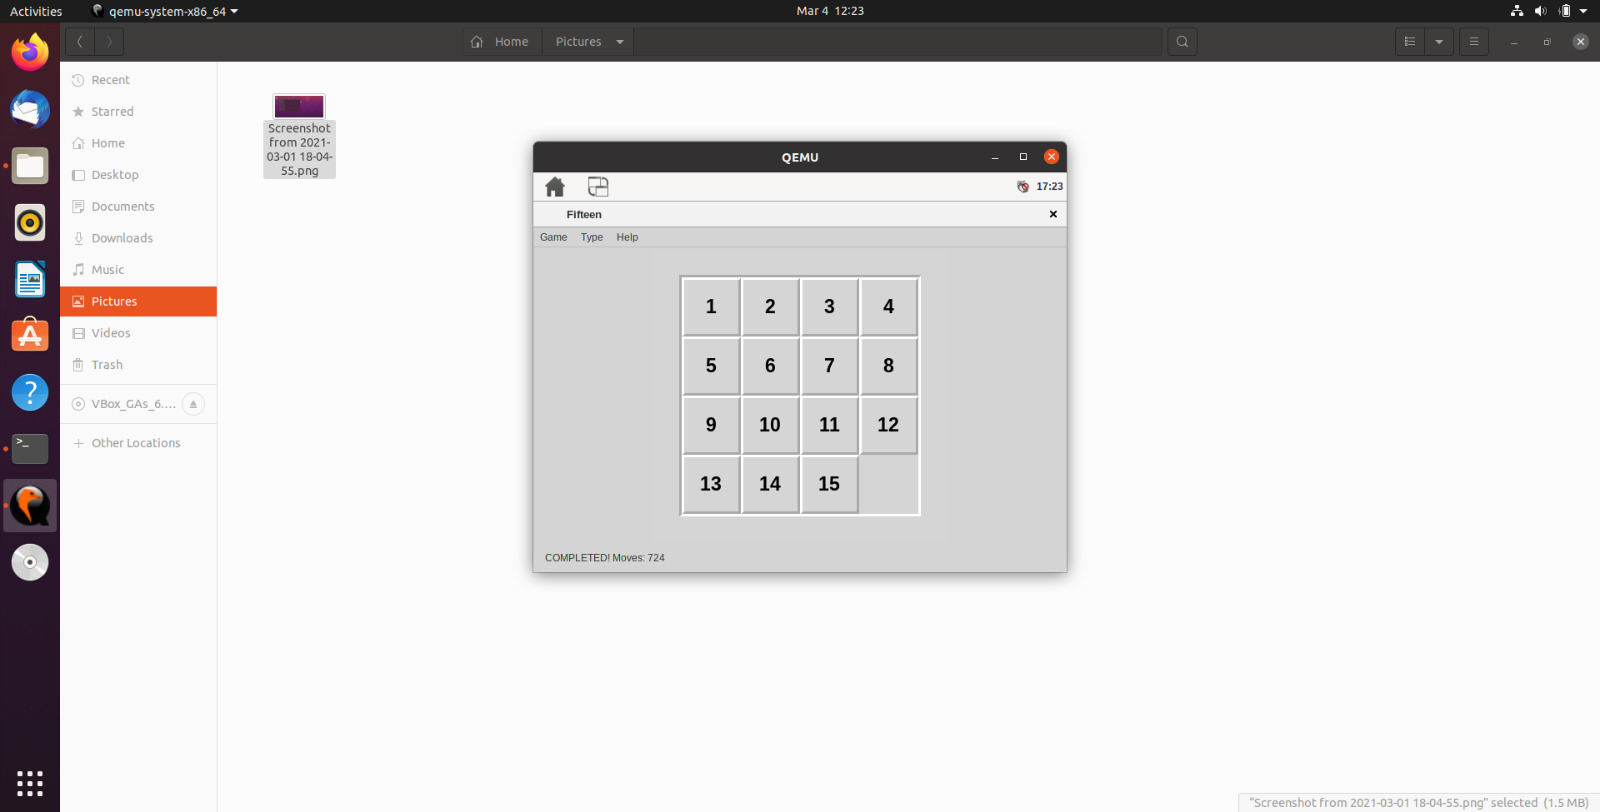 Activities
qemu-system-x86_64
Mar 4 12:23
Home
Pictures
Recent
Starred
Home
Desktop
Documents
Downloads
Music
Pictures
Videos
Trash
VBox_GAs_6....
Other Locations
Screenshot
from 2021-
03-01 18-04-
55.png
QEMU
17:23
Fifteen
Game Type Help
1 2 3 4
5 6 7 8
9 10 11 12
13 14 15
COMPLETED! Moves: 724
"Screenshot from 2021-03-01 18-04-55.png" selected (1.5 MB)